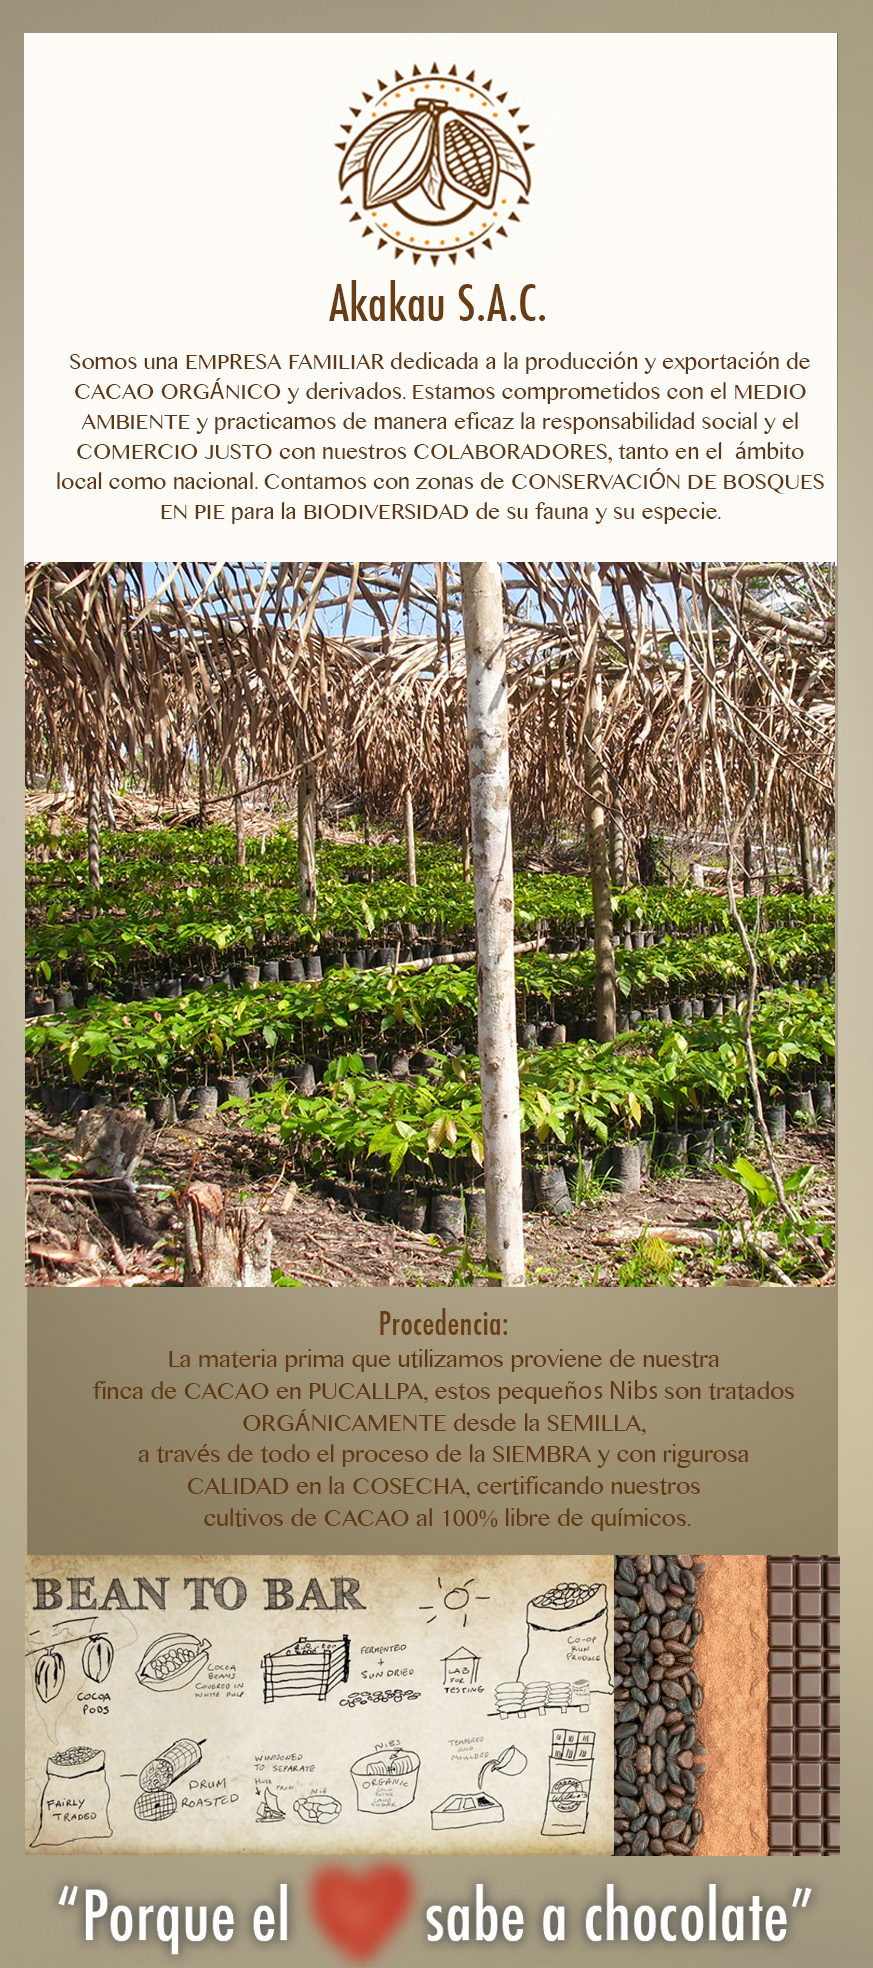 Akakau S.A.C.
Somos una EMPRESA FAMILIAR dedicada a la producción y exportación de
CACAO ORGÁNICO y derivados. Estamos comprometidos con el MEDIO
AMBIENTE y practicamos de manera eficaz la responsabilidad social y el
COMERCIO JUSTO con nuestros COLABORADORES, tanto en el ámbito
local como nacional. Contamos con zonas de CONSERVACIÓN DE BOSQUES
EN PIE para la BIODIVERSIDAD de su fauna y su especie.
Procedencia:
La materia prima que utilizamos proviene de nuestra
finca de CACAO en PUCALLPA, estos pequeños Nibs son tratados
ORGÁNICAMENTE desde la SEMILLA,
a través de todo el proceso de la SIEMBRA y con rigurosa
CALIDAD en la COSECHA, certificando nuestros
cultivos de CACAO al 100% libre de químicos.
BEAN TO BAR
COCOA
PODS
COCOA
BEANS
COVERED IN
WHITE PULP
FERMENTED
+
SUN DRIED
LAB
FOR
TESTING
CO-OP
RUN
PRODUCE
FAIRLY
TRADED
DRUM
ROASTED
WINNOWED
TO SEPARATE
HUSK FROM NIB
NIBS
ORGANIC
TEMPERED
AND
MOULDED
"Porque el sabe a chocolate"